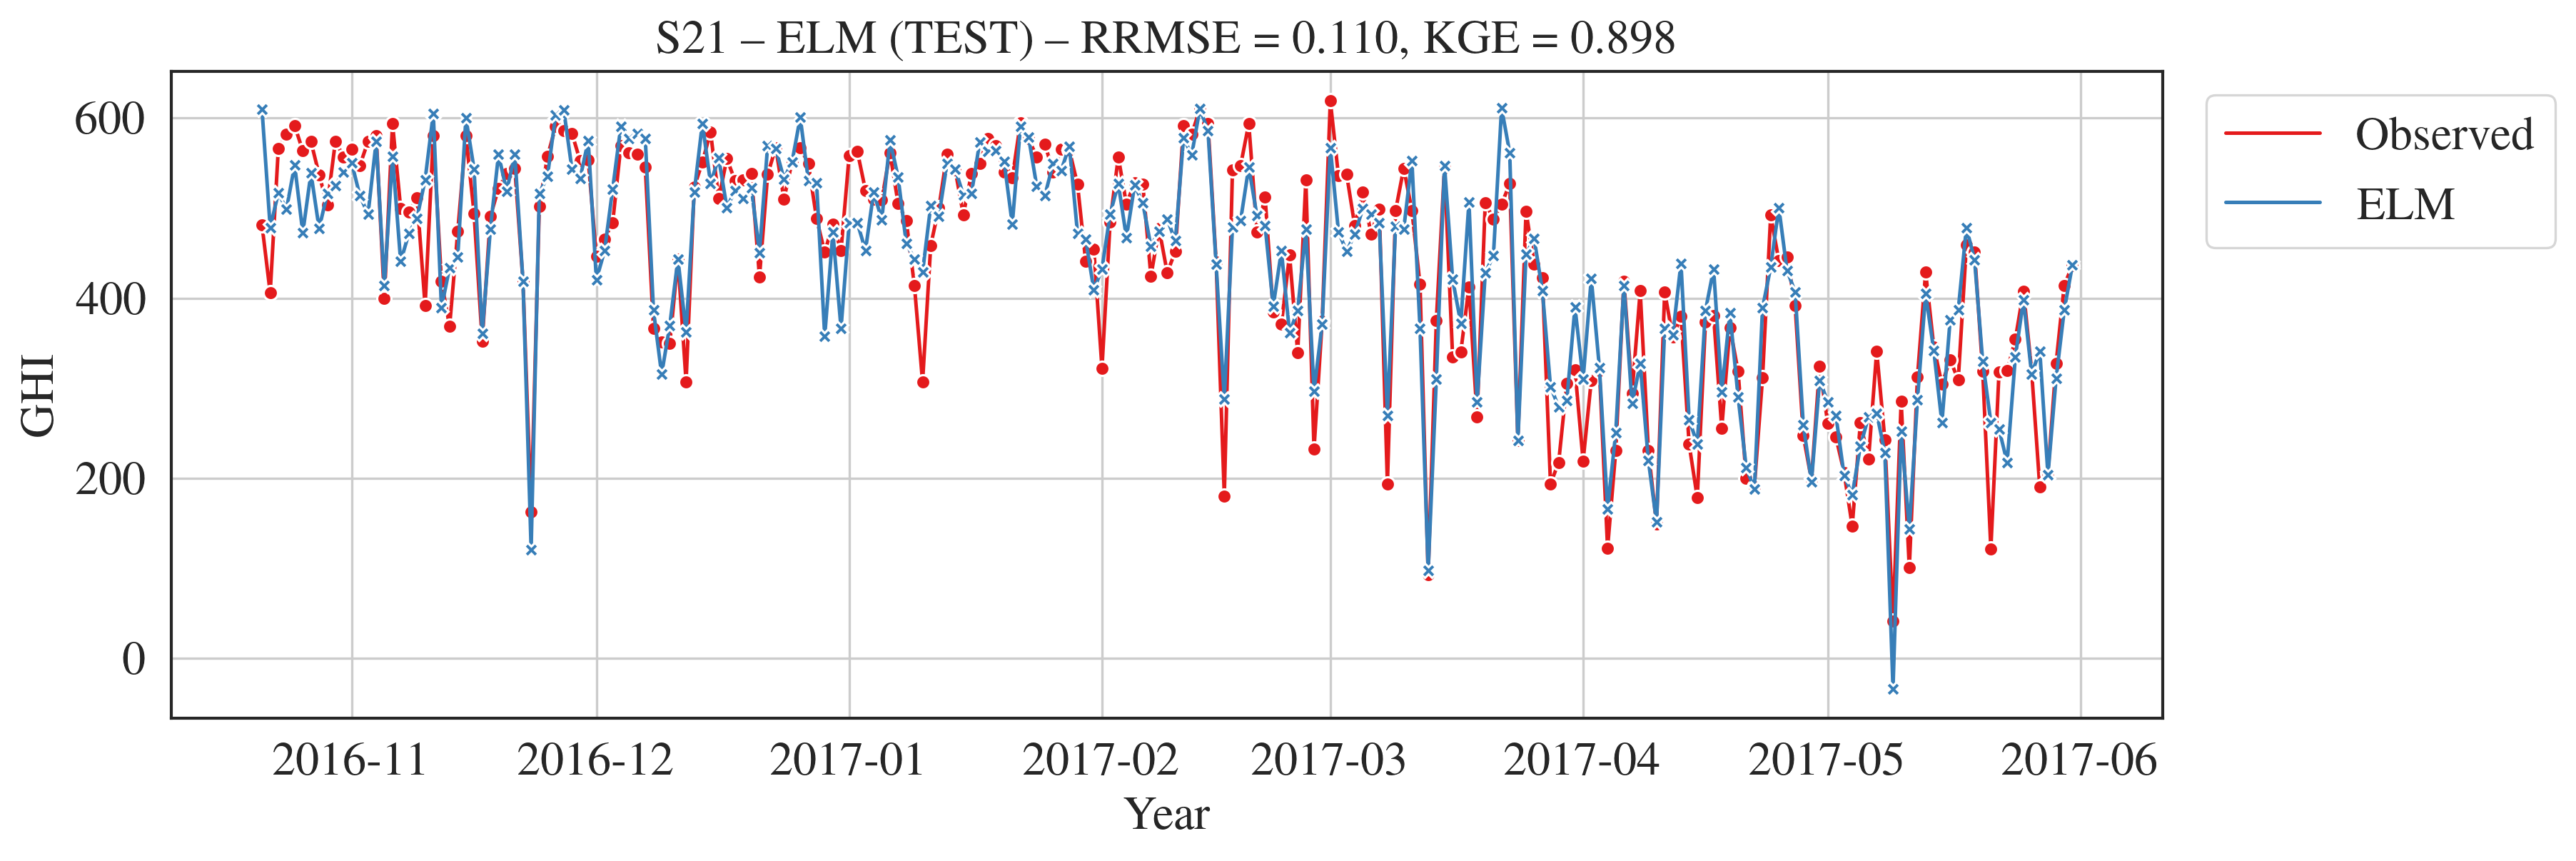 S21 – ELM (TEST) – RRMSE = 0.110, KGE = 0.898
Observed
ELM
600
400
200
0
GHI
2016-11 2016-12 2017-01 2017-02 2017-03 2017-04 2017-05 2017-06
Year